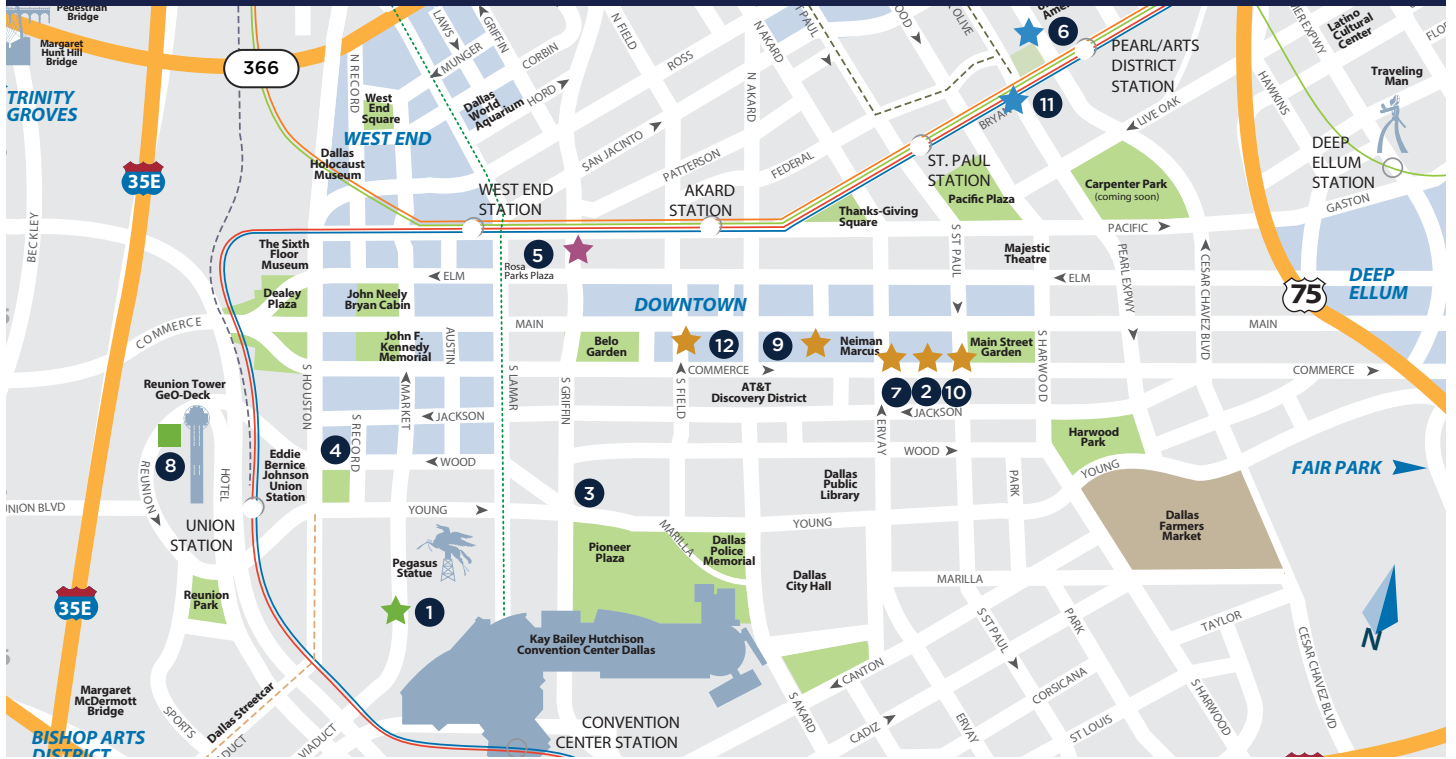 Pedestrian
Bridge
Margaret
Hunt Hill
Bridge
TRINITY
GROVES
366
35E
BECKLEY
N RECORD
LAWS
GRIFFIN
MUNGER
CORBIN
N FIELD
HORD
ROSS
Dallas
World
Aquarium
West
End
Square
WEST END
Dallas
Holocaust
Museum
SAN JACINTO
PATTERSON
FEDERAL
N AKARD
N AKARD
ST PAUL
OLIVE
6
11
BRYAN
PEARL/ARTS
DISTRICT
STATION
LIVE OAK
HAWKINS
Latino
Cultural
Center
Traveling
Man
DEEP
ELLUM
STATION
GASTON
WEST END
STATION
AKARD
STATION
ST. PAUL
STATION
Pacific Plaza
Thanks-Giving
Square
Carpenter Park
(coming soon)
PACIFIC
The Sixth
Floor
Museum
5
Rosa
Parks Plaza
ELM
S ST PAUL
Majestic
Theatre
ELM
PEARL EXPWY
CESAR CHAVEZ BLVD
75
DEEP
ELLUM
Dealey
Plaza
John Neely
Bryan Cabin
DOWNTOWN
COMMERCE
MAIN
MAIN
John F.
Kennedy
Memorial
AUSTIN
Belo
Garden
12
9
Neiman
Marcus
Main Street
Garden
S HARWOOD
S HOUSTON
MARKET
S LAMAR
S GRIFFIN
S FIELD
COMMERCE
COMMERCE
AT&T
Discovery District
7
2
10
Reunion Tower
GeO-Deck
JACKSON
JACKSON
ERVAY
WOOD
4
S RECORD
WOOD
8
REUNION
HOTEL
Eddie
Bernice
Johnson
Union
Station
3
Dallas
Public
Library
PARK
Harwood
Park
YOUNG
FAIR PARK
UNION
STATION
YOUNG
YOUNG
MARILLA
Pioneer
Plaza
Dallas
Police
Memorial
Dallas
City Hall
Dallas
Farmers
Market
Pegasus
Statue
MARILLA
35E
Reunion
Park
1
Kay Bailey Hutchison
Convention Center Dallas
S ST PAUL
PARK
TAYLOR
CESAR CHAVEZ BLVD
N
CANTON
CORSICANA
S HARWOOD
Margaret
McDermott
Bridge
SPORTS
Dallas Streetcar
VIADUCT
S AKARD
CADIZ
ERVAY
ST LOUIS
CONVENTION
CENTER STATION
BISHOP ARTS
DISTRICT